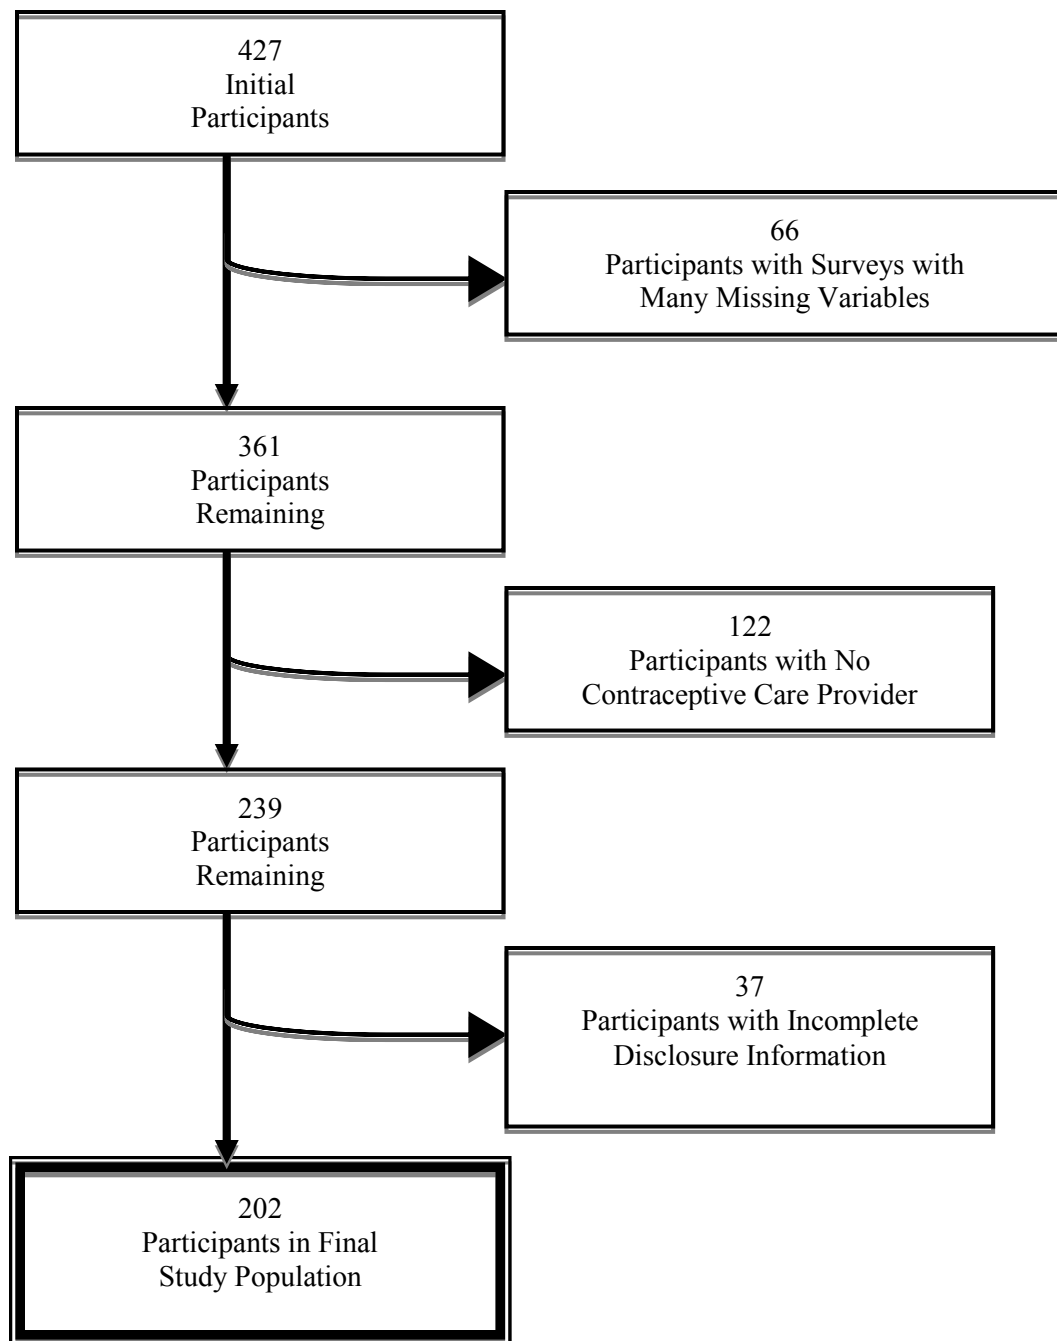 427
Initial
Participants
66
Participants with Surveys with
Many Missing Variables
361
Participants
Remaining
122
Participants with No
Contraceptive Care Provider
239
Participants
Remaining
37
Participants with Incomplete
Disclosure Information
202
Participants in Final
Study Population